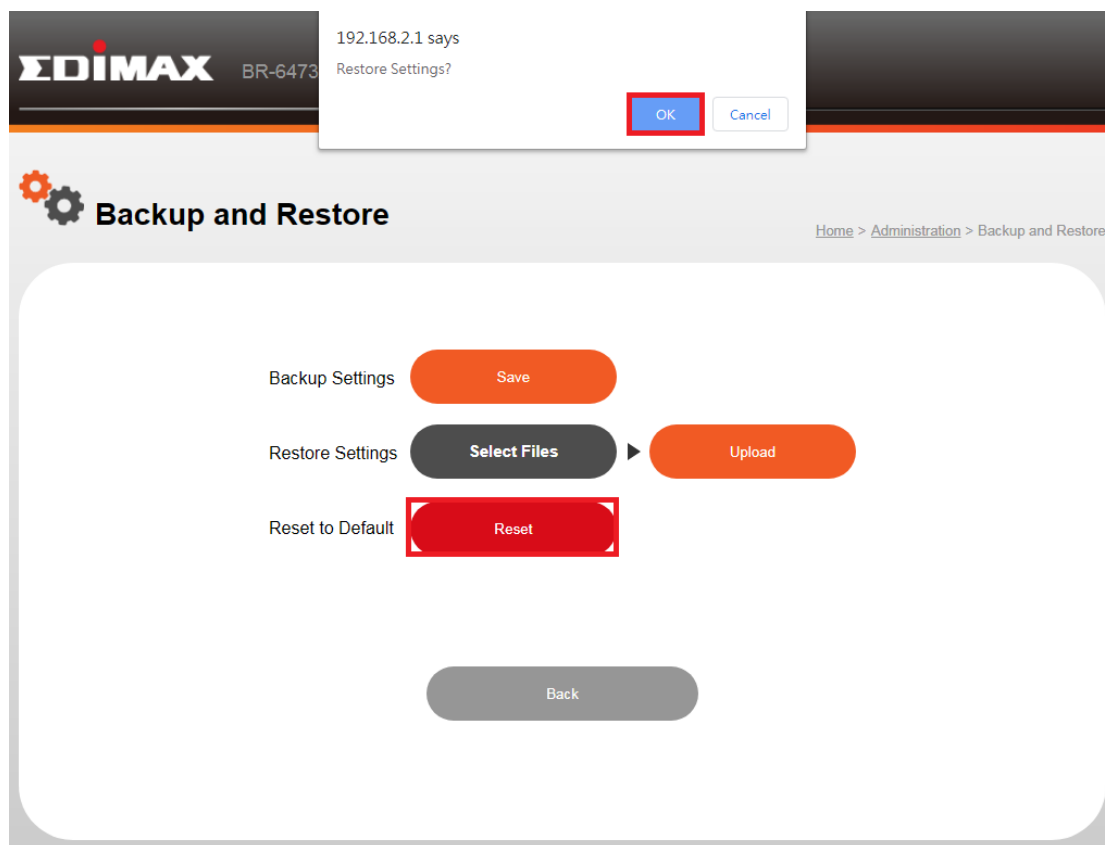 192.168.2.1 says
Restore Settings?
OK Cancel
EDIMAX BR-6473
Backup and Restore
Home > Administration > Backup and Restore
Backup Settings Save
Restore Settings Select Files Upload
Reset to Default Reset
Back